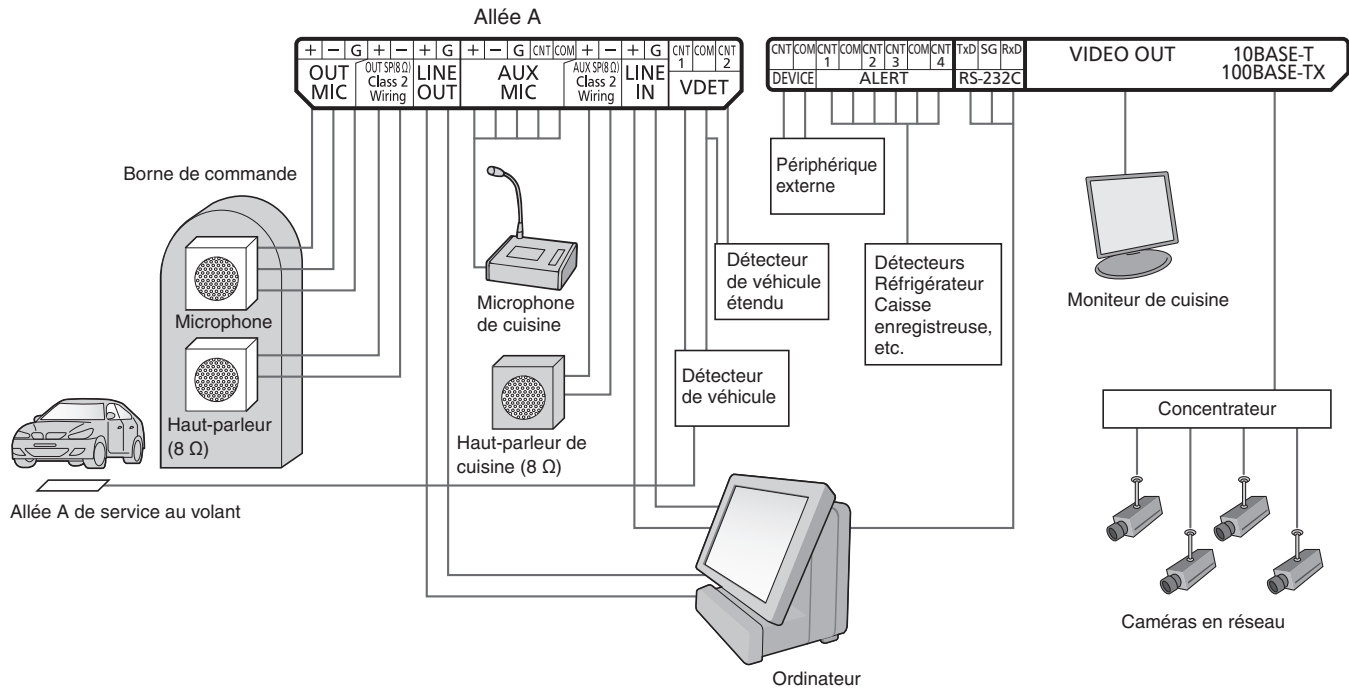 Allée A
+ − G + − + G + − G CNT COM + − + G CNT 1 COM CNT 2
OUT MIC
OUT SP(8 Ω) Class 2 Wiring
LINE OUT
AUX MIC
AUX SP(8 Ω) Class 2 Wiring
LINE IN
VDET
CNT COM CNT 1 COM CNT 2 CNT 3 COM CNT 4 TxD SG RxD
DEVICE
ALERT
RS-232C
VIDEO OUT
10BASE-T
100BASE-TX
Borne de commande
Microphone
Haut-parleur
(8 Ω)
Allée A de service au volant
Microphone
de cuisine
Haut-parleur de
cuisine (8 Ω)
Détecteur
de véhicule
étendu
Détecteur
de véhicule
Périphérique
externe
Détecteurs
Réfrigérateur
Caisse
enregistreuse,
etc.
Moniteur de cuisine
Concentrateur
Caméras en réseau
Ordinateur